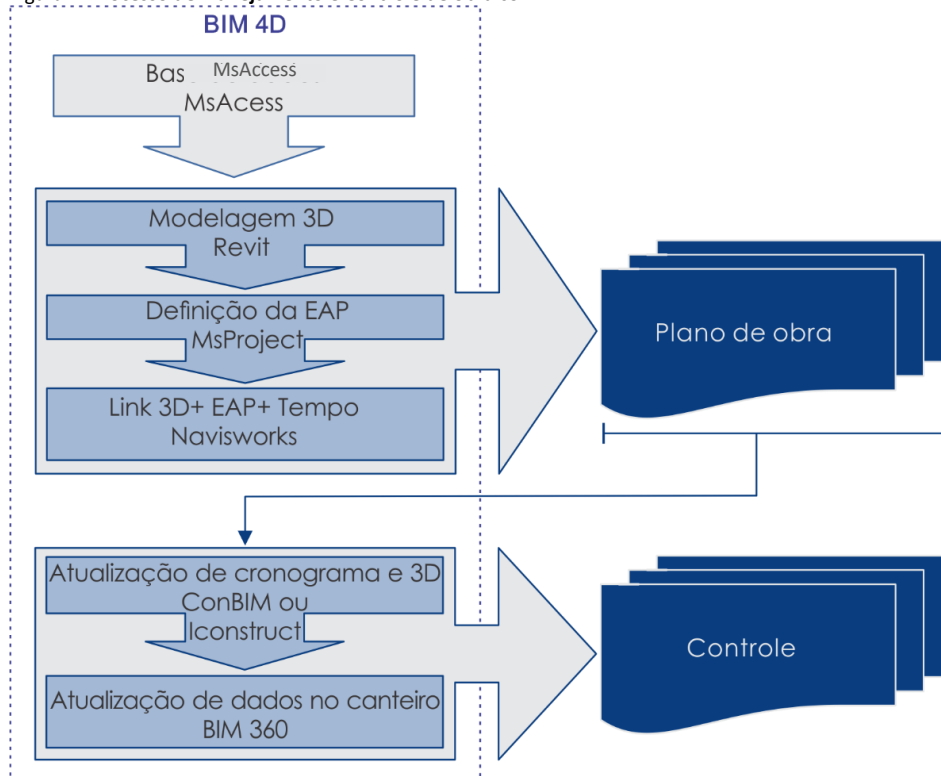 BIM 4D
Bas MsAccess
MsAcess
Modelagem 3D
Revit
Definição da EAP
MsProject
Link 3D+ EAP+ Tempo
Navisworks
Plano de obra
Atualização de cronograma e 3D
ConBIM ou
Iconstruct
Atualização de dados no canteiro
BIM 360
Controle